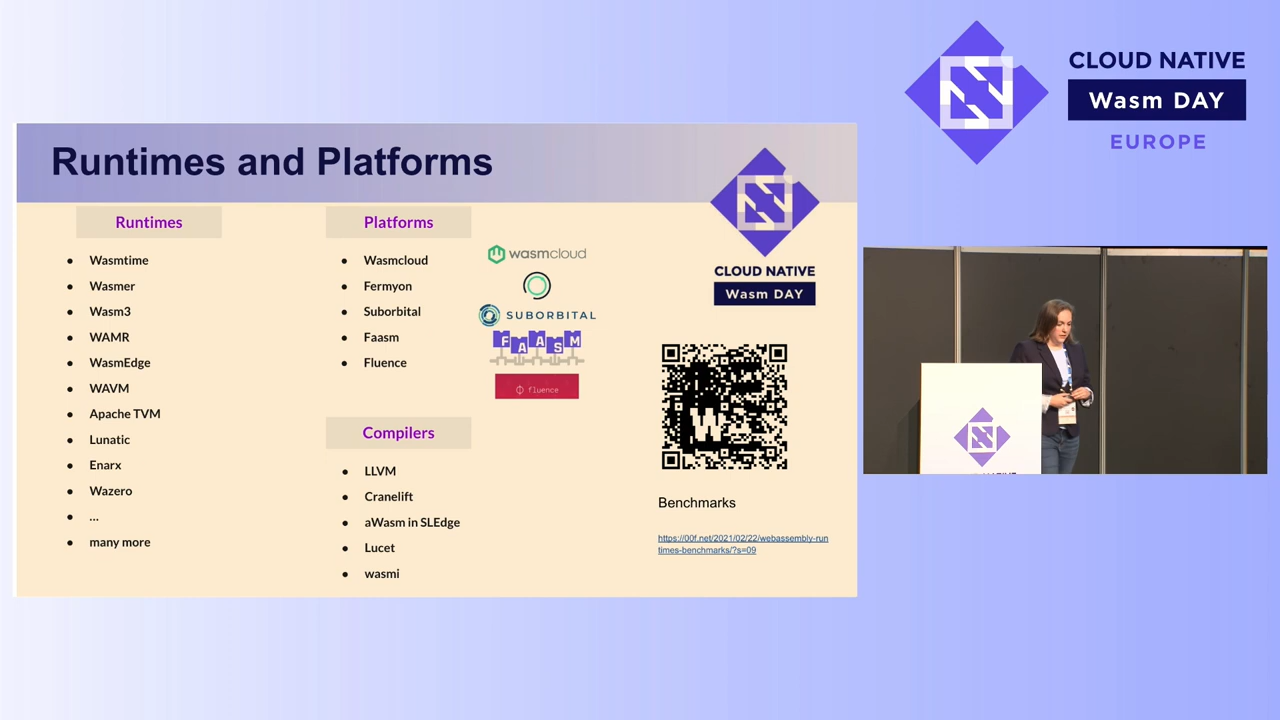 CLOUD NATIVE
Wasm DAY
EUROPE
Runtimes and Platforms
Runtimes
Wasmtime
Wasmer
Wasm3
WAMR
WasmEdge
WAVM
Apache TVM
Lunatic
Enarx
Wazero
...
many more
Platforms
Wasmcloud
Fermyon
Suborbital
Faasm
Fluence
wasmcloud
SUBORBITAL
FAASM
fluence
Compilers
LLVM
Cranelift
aWasm in SLEdge
Lucet
wasmi
CLOUD NATIVE
Wasm DAY
W
Benchmarks
https://00f.net/2021/02/22/webassembly-run
times-benchmarks/?s=09